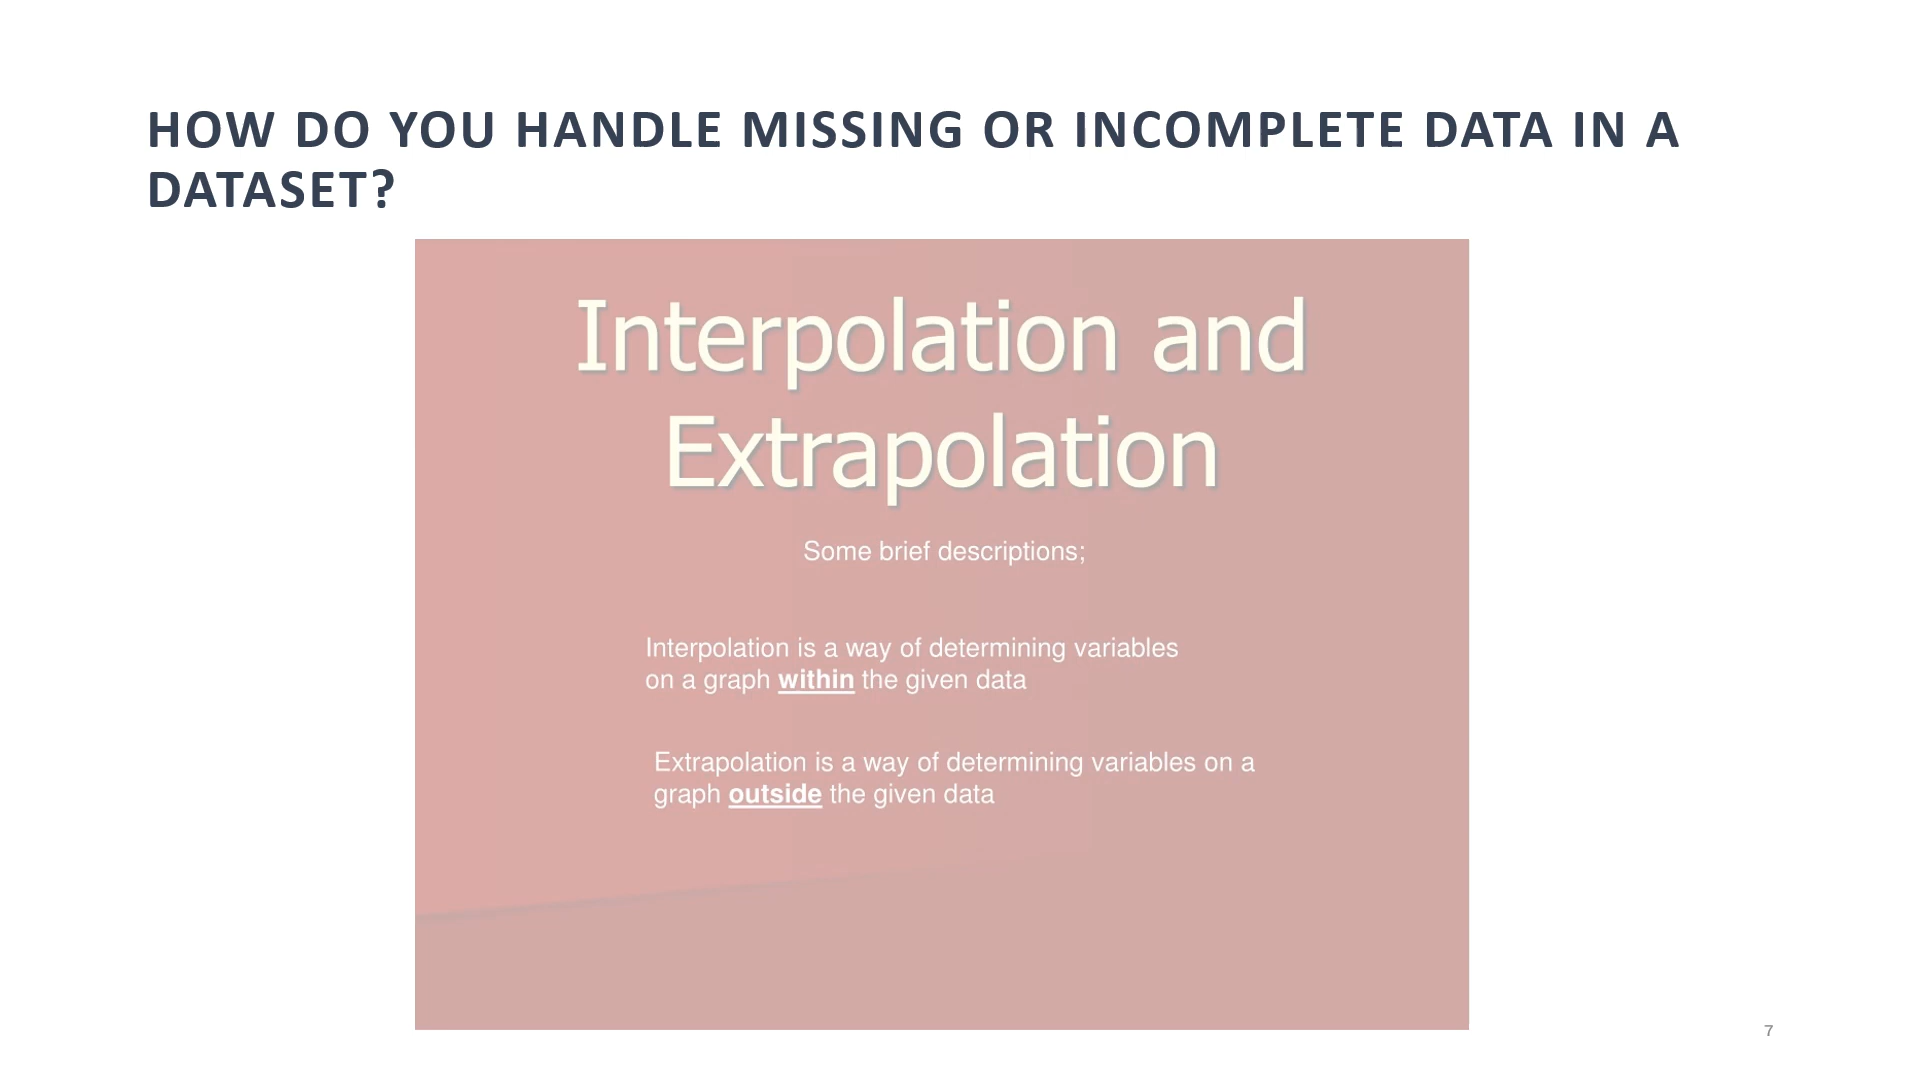 HOW DO YOU HANDLE MISSING OR INCOMPLETE DATA IN A
DATASET?
Interpolation and
Extrapolation
Some brief descriptions;
Interpolation is a way of determining variables
on a graph within the given data
Extrapolation is a way of determining variables on a
graph outside the given data
7